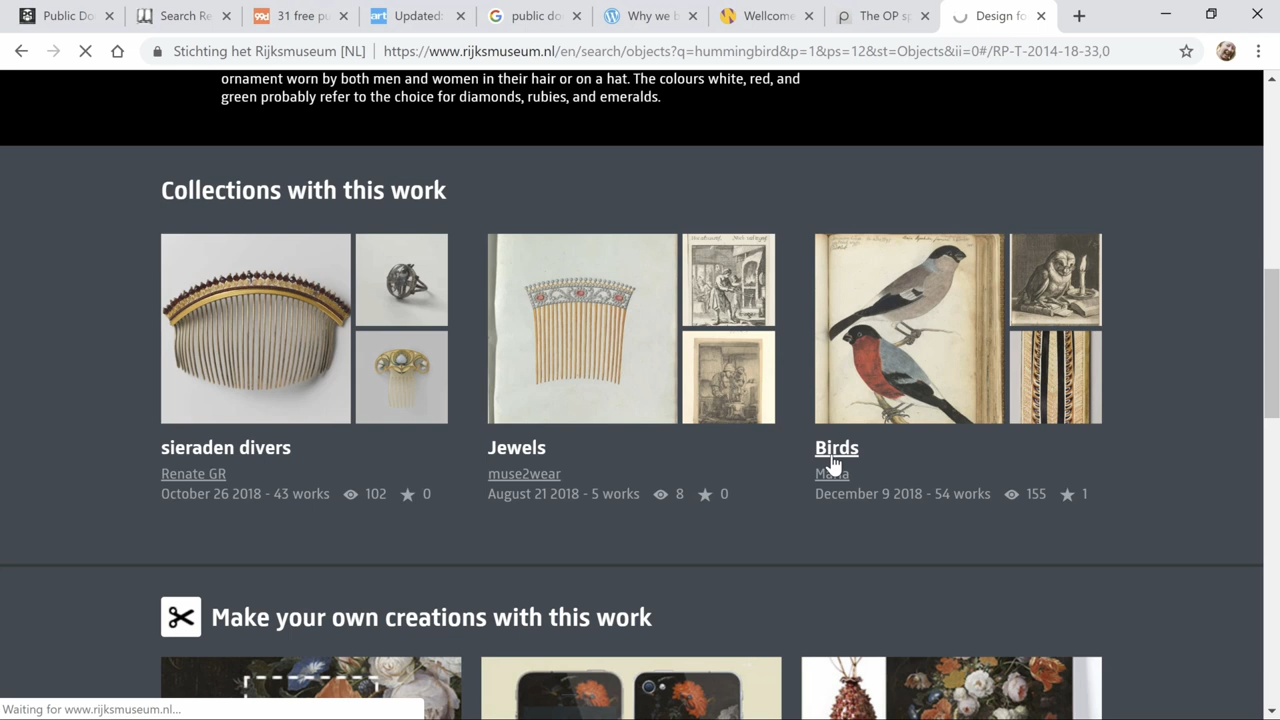 Public Do
Search Re
99d 31 free pu
art Updated:
public do
Why we b
Wellcome
The OP sp
Design fo
Stichting het Rijksmuseum [NL] https://www.rijksmuseum.nl/en/search/objects?q=hummingbird&p=1&ps=12&st=Objects&ii=0#/RP-T-2014-18-33,0
ornament worn by both men and women in their hair or on a hat. The colours white, red, and
green probably refer to the choice for diamonds, rubies, and emeralds.
Collections with this work
sieraden divers
Renate GR
October 26 2018 - 43 works 102 0
Jewels
muse2wear
August 21 2018 - 5 works 8 0
Birds
Maria
December 9 2018 - 54 works 155 1
Make your own creations with this work
Waiting for www.rijksmuseum.nl...